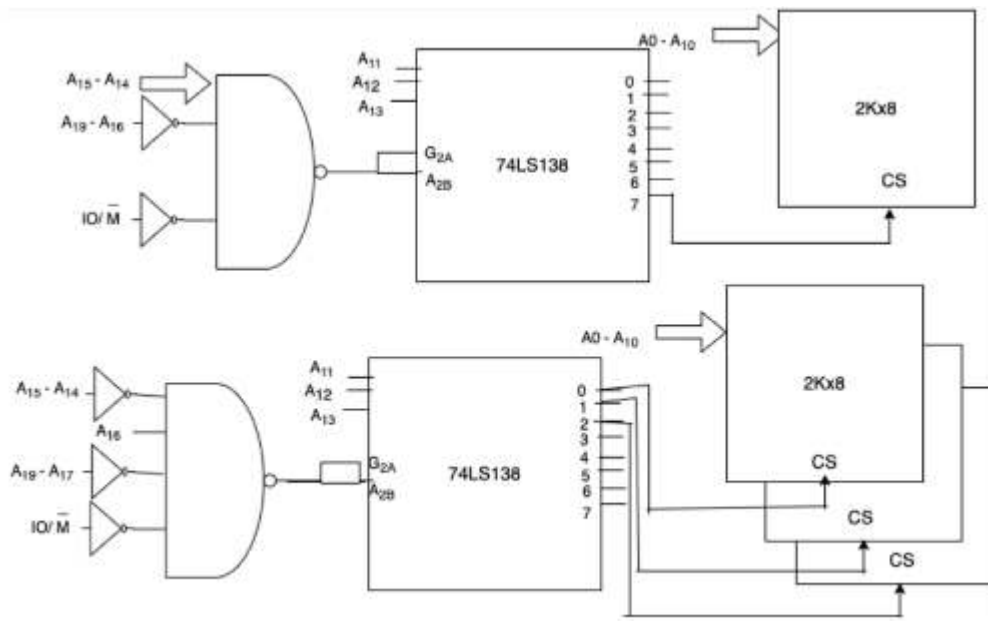 A0 - A10
A11
A15 - A14
A12
A13
A19 - A16
0
1
2
3
4
5
6
7
2Kx8
G2A
74LS138
A2B
CS
IO/ M̅
A0 - A10
A11
A12
A13
A15 - A14
A16
A19 - A17
0
1
2
3
4
5
6
7
2Kx8
G2A
74LS138
A2B
CS
IO/ M̅
CS
CS